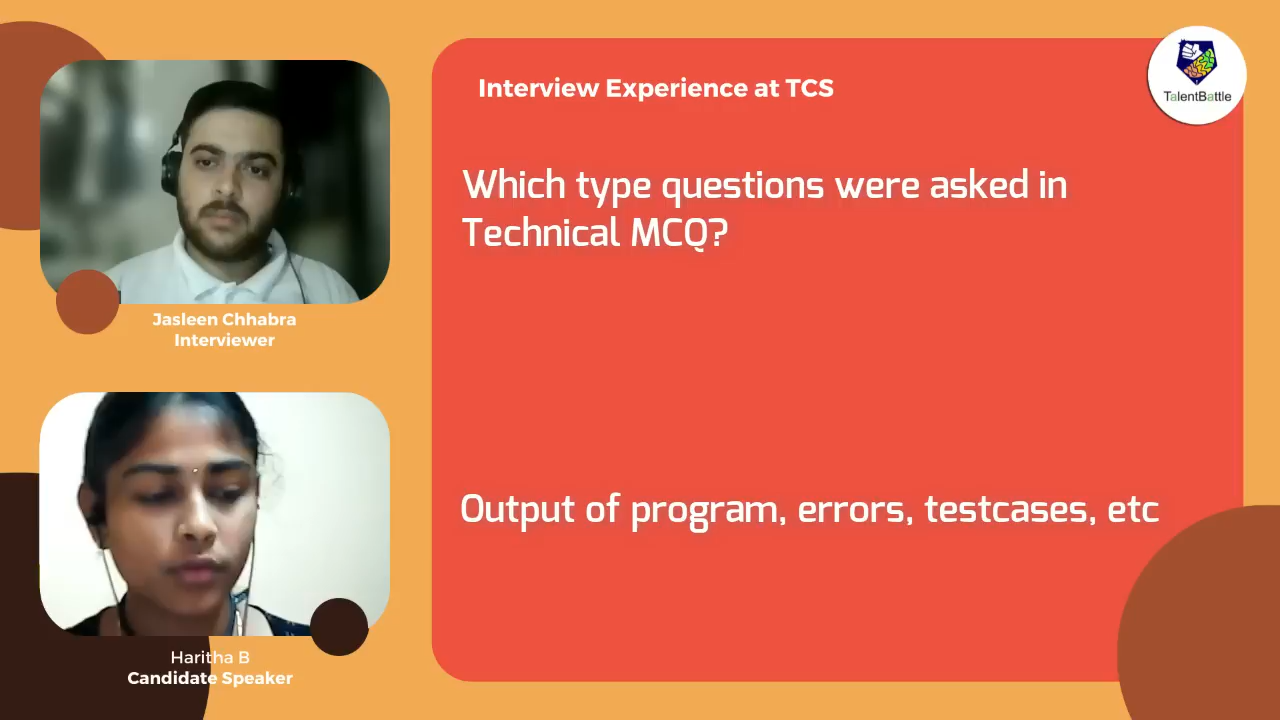 Interview Experience at TCS
TalentBattle
Which type questions were asked in
Technical MCQ?
Jasleen Chhabra
Interviewer
Output of program, errors, testcases, etc
Haritha B
Candidate Speaker